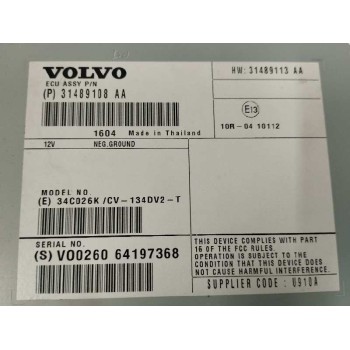 VOLVO
ECU ASSY P/N
(P) 31489108 AA
HW: 31489113 AA
E13
10R-04 10112
1604 Made in Thailand
12V NEG.GROUND
MODEL NO.
(E) 34C026K /CV-134DV2-T
SERIAL NO.
(S) VO0260 64197368
THIS DEVICE COMPLIES WITH PART
15 OF THE FCC RULES.
OPERATION IS SUBJECT TO THE
CONDITION THAT THIS DEVICE DOES
NOT CAUSE HARMFUL INTERFERENCE.
SUPPLIER CODE : U910A